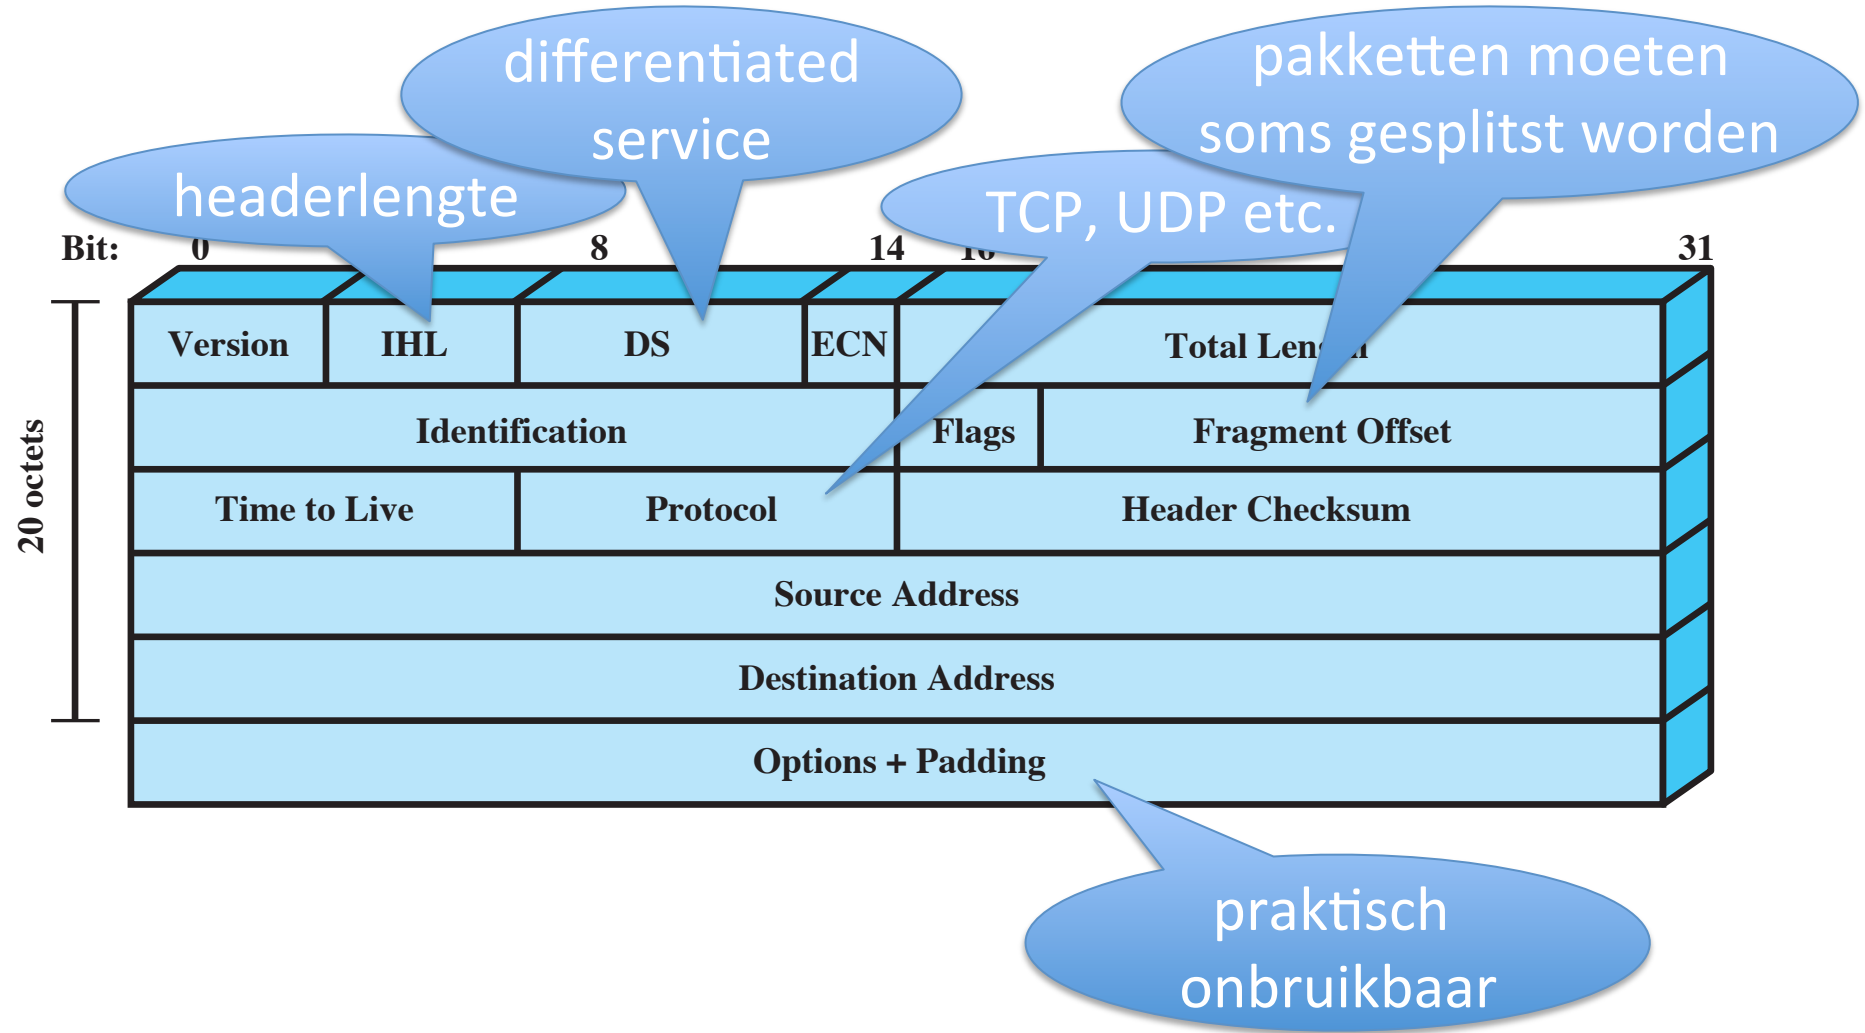 differentiated
service
pakketten moeten
soms gesplitst worden
headerlengte
TCP, UDP etc.
Bit: 0 8 14 16 31
Version IHL DS ECN Total Length
Identification Flags Fragment Offset
Time to Live Protocol Header Checksum
Source Address
Destination Address
Options + Padding
20 octets
praktisch
onbruikbaar